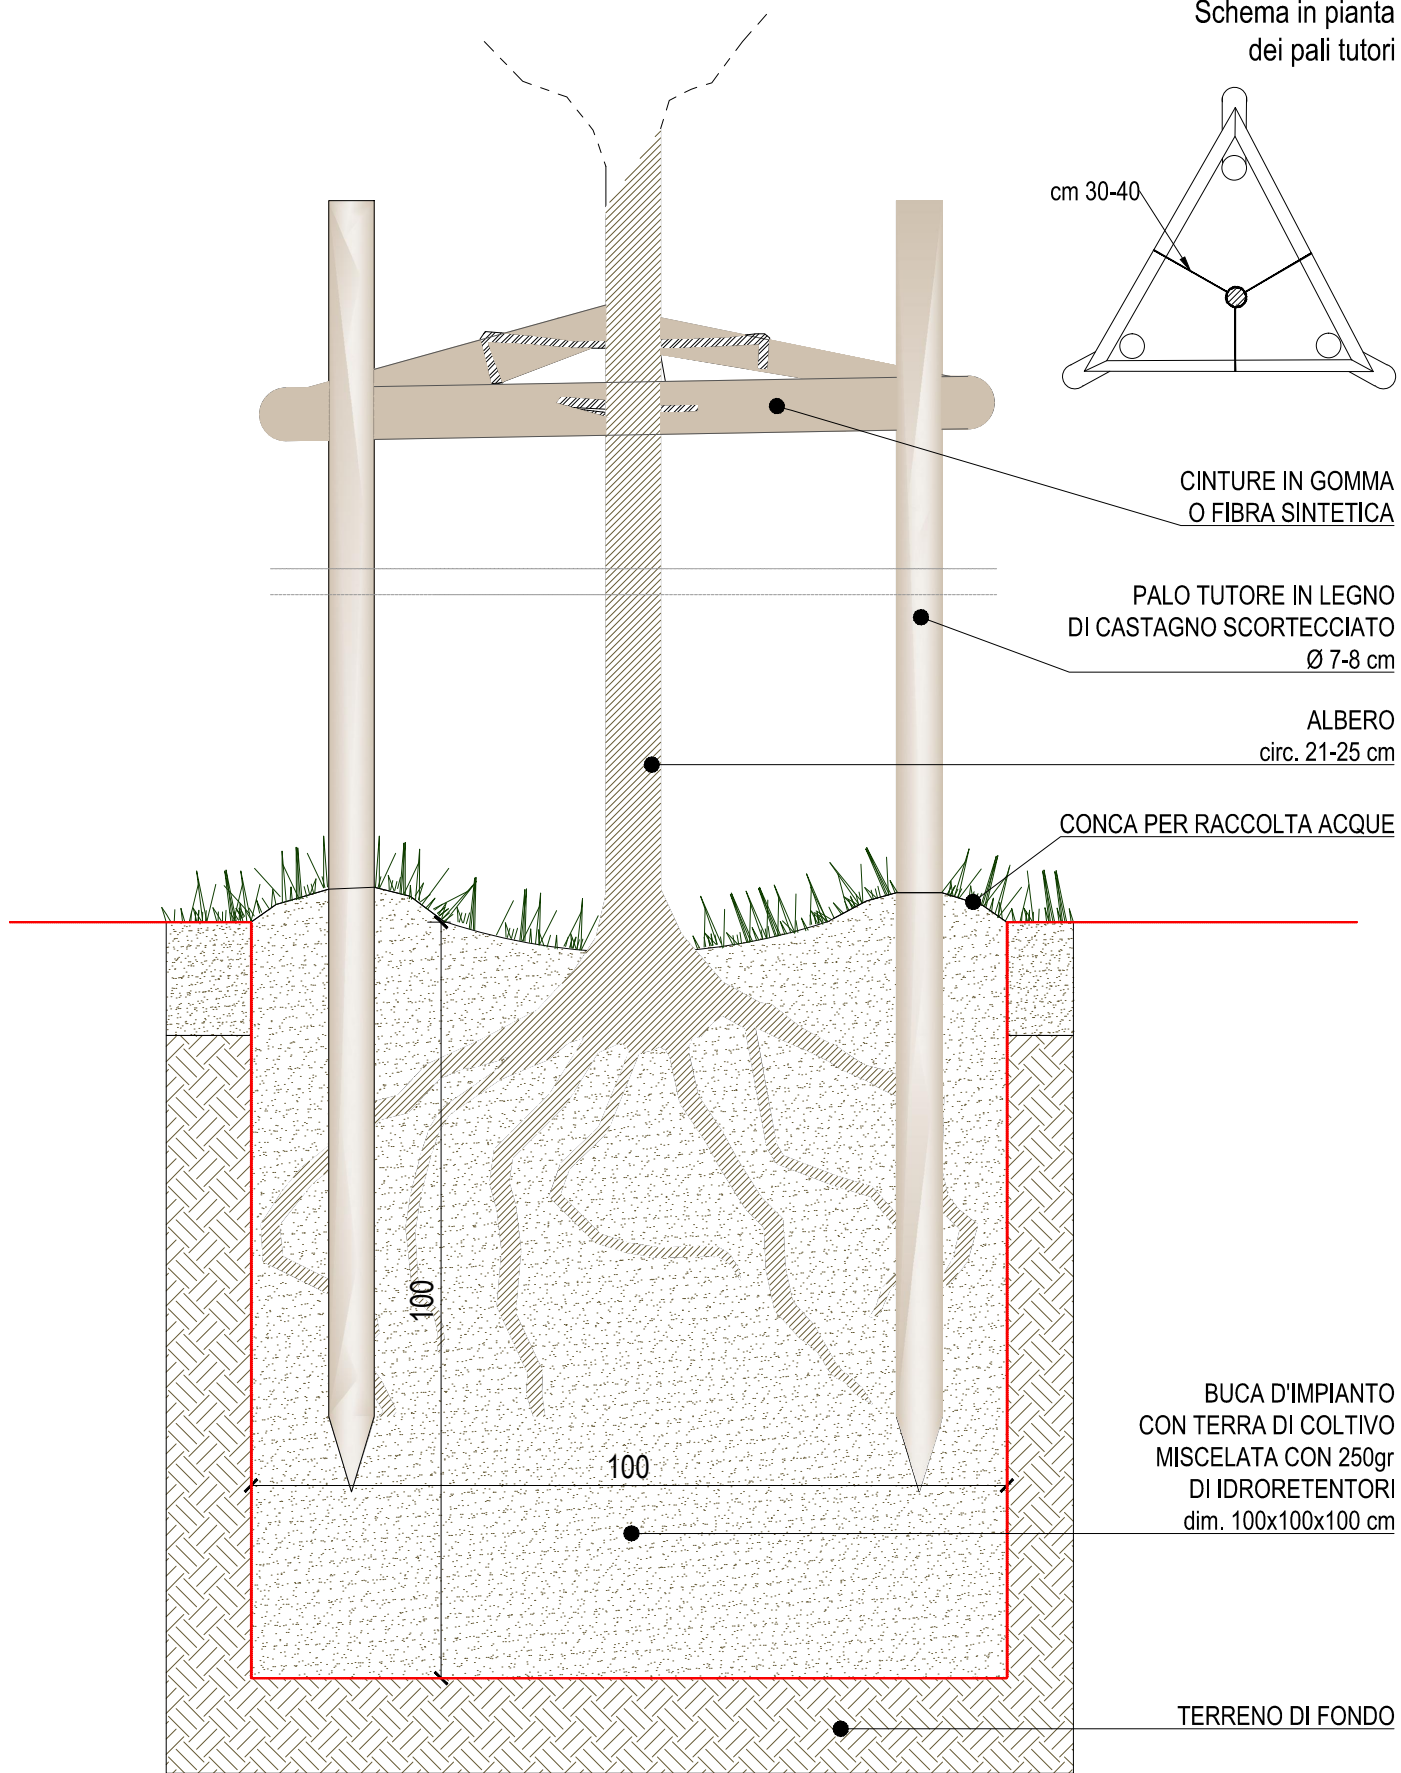 Schema in pianta
dei pali tutori
cm 30-40
CINTURE IN GOMMA
O FIBRA SINTETICA
PALO TUTORE IN LEGNO
DI CASTAGNO SCORTECCIATO
Ø 7-8 cm
ALBERO
circ. 21-25 cm
CONCA PER RACCOLTA ACQUE
100
100
BUCA D'IMPIANTO
CON TERRA DI COLTIVO
MISCELATA CON 250gr
DI IDRORETENTORI
dim. 100x100x100 cm
TERRENO DI FONDO